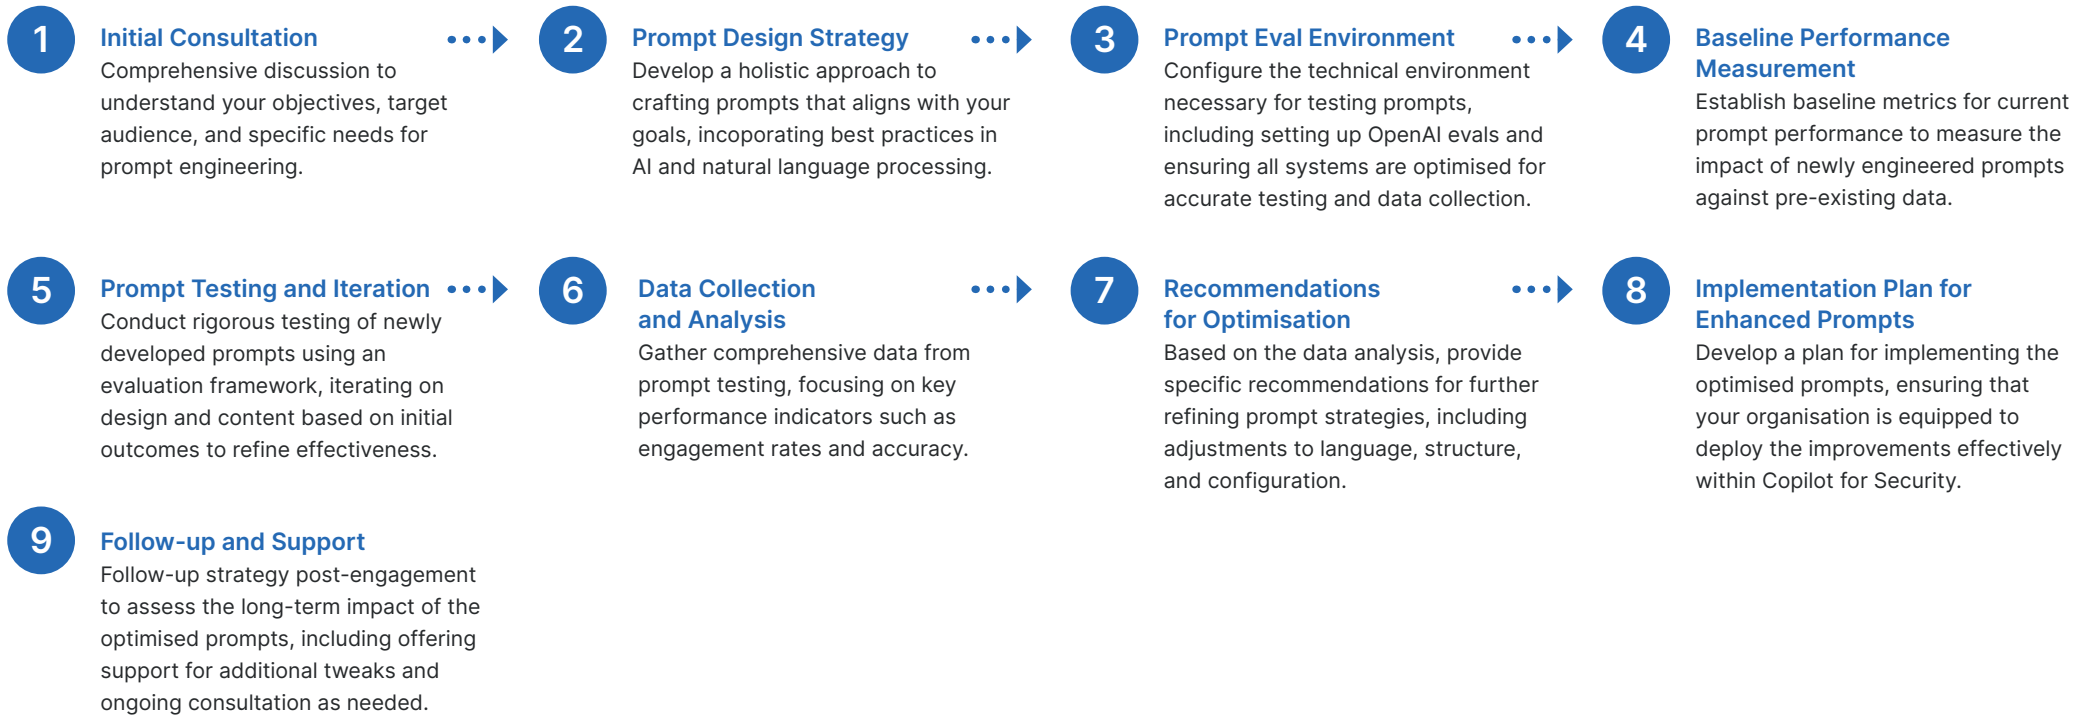 1
Initial Consultation
Comprehensive discussion to
understand your objectives, target
audience, and specific needs for
prompt engineering.
2
Prompt Design Strategy
Develop a holistic approach to
crafting prompts that aligns with your
goals, incoporating best practices in
AI and natural language processing.
3
Prompt Eval Environment
Configure the technical environment
necessary for testing prompts,
including setting up OpenAI evals and
ensuring all systems are optimised for
accurate testing and data collection.
4
Baseline Performance
Measurement
Establish baseline metrics for current
prompt performance to measure the
impact of newly engineered prompts
against pre-existing data.
5
Prompt Testing and Iteration
Conduct rigorous testing of newly
developed prompts using an
evaluation framework, iterating on
design and content based on initial
outcomes to refine effectiveness.
6
Data Collection
and Analysis
Gather comprehensive data from
prompt testing, focusing on key
performance indicators such as
engagement rates and accuracy.
7
Recommendations
for Optimisation
Based on the data analysis, provide
specific recommendations for further
refining prompt strategies, including
adjustments to language, structure,
and configuration.
8
Implementation Plan for
Enhanced Prompts
Develop a plan for implementing the
optimised prompts, ensuring that
your organisation is equipped to
deploy the improvements effectively
within Copilot for Security.
9
Follow-up and Support
Follow-up strategy post-engagement
to assess the long-term impact of the
optimised prompts, including offering
support for additional tweaks and
ongoing consultation as needed.